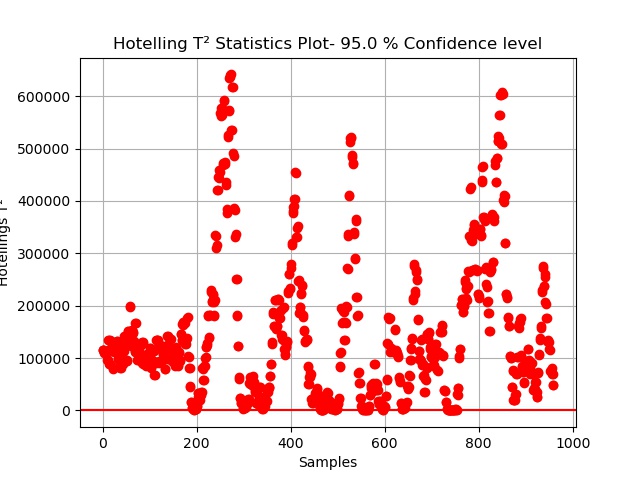 Hotelling T² Statistics Plot- 95.0 % Confidence level
600000
500000
400000
300000
200000
100000
0
Hotellings T²
0 200 400 600 800 1000
Samples